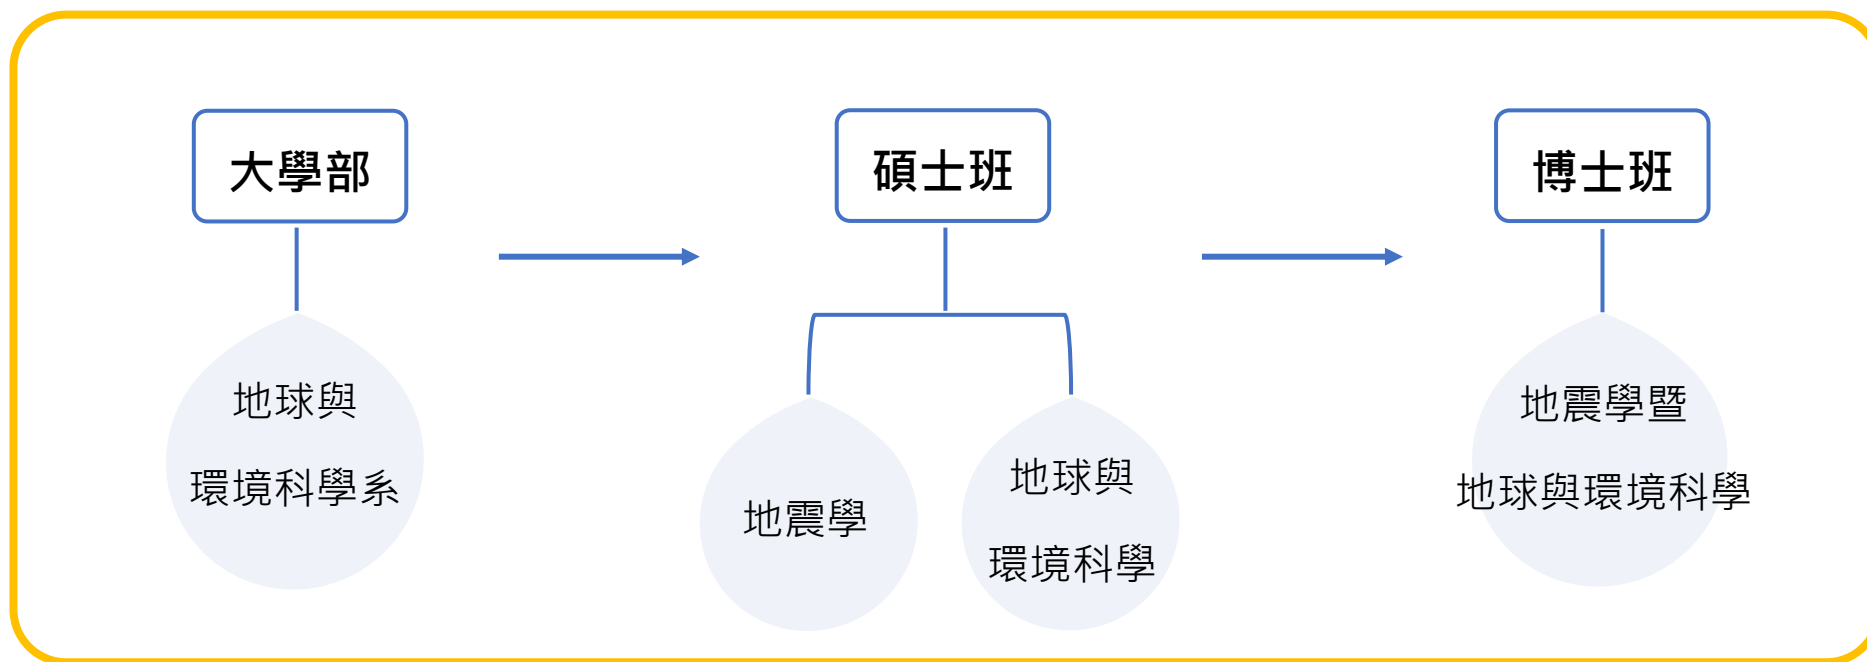 大學部
地球與
環境科學系
碩士班
地震學
地球與
環境科學
博士班
地震學暨
地球與環境科學